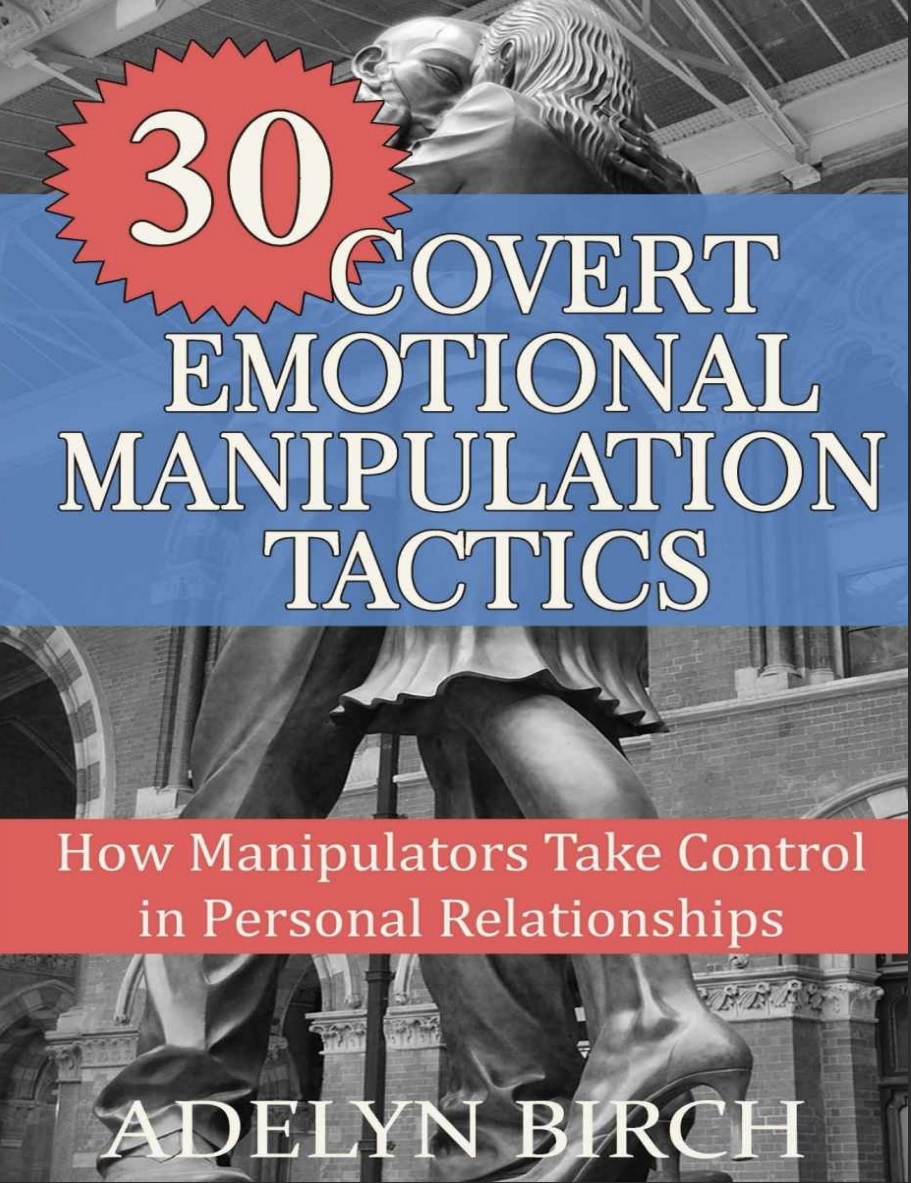 30
COVERT
EMOTIONAL
MANIPULATION
TACTICS
How Manipulators Take Control
in Personal Relationships
ADELYN BIRCH